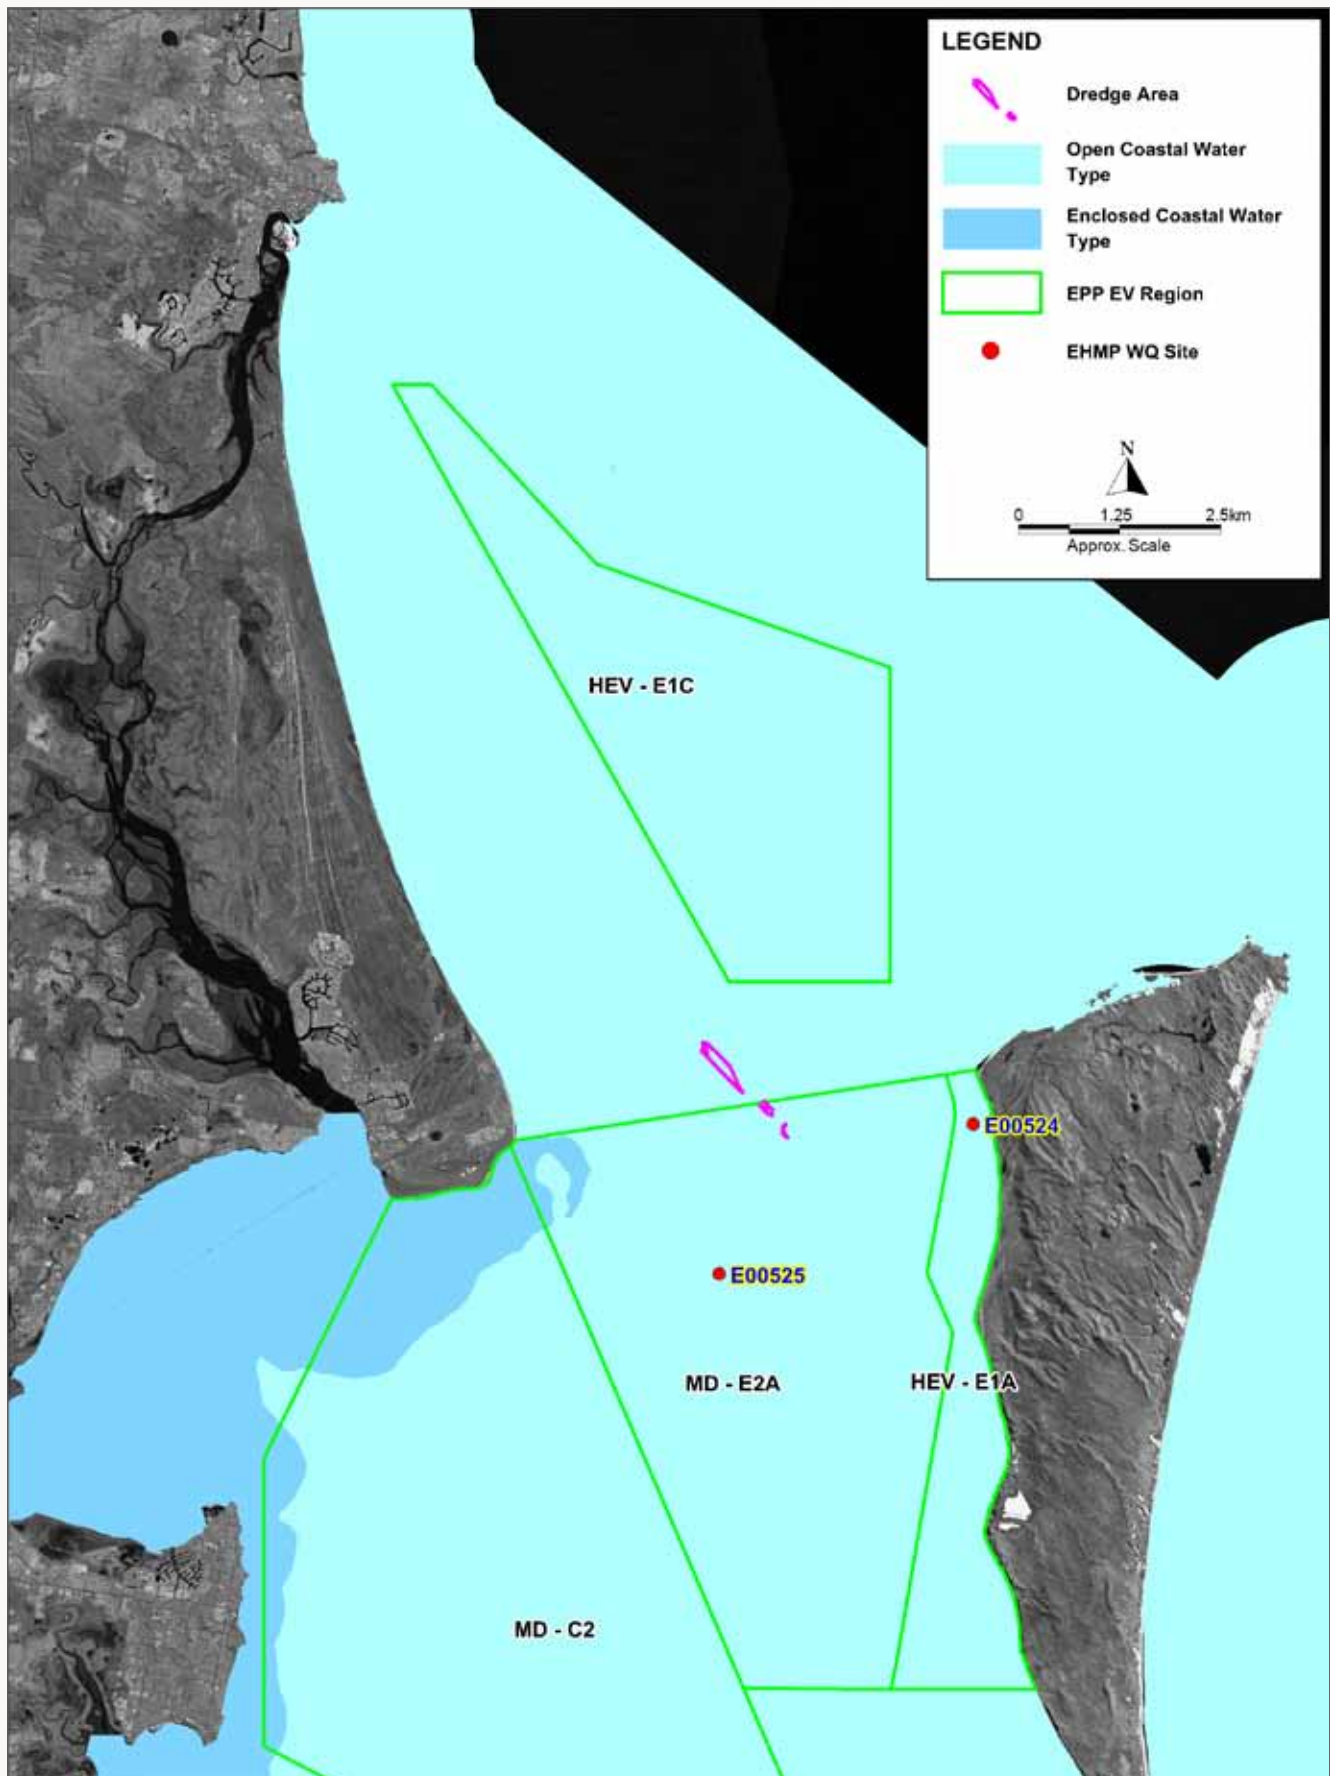 LEGEND
Dredge Area
Open Coastal Water
Type
Enclosed Coastal Water
Type
EPP EV Region
EHMP WQ Site
N
0 1.25 2.5km
Approx. Scale
HEV - E1C
E00524
E00525
MD - E2A
HEV - E1A
MD - C2